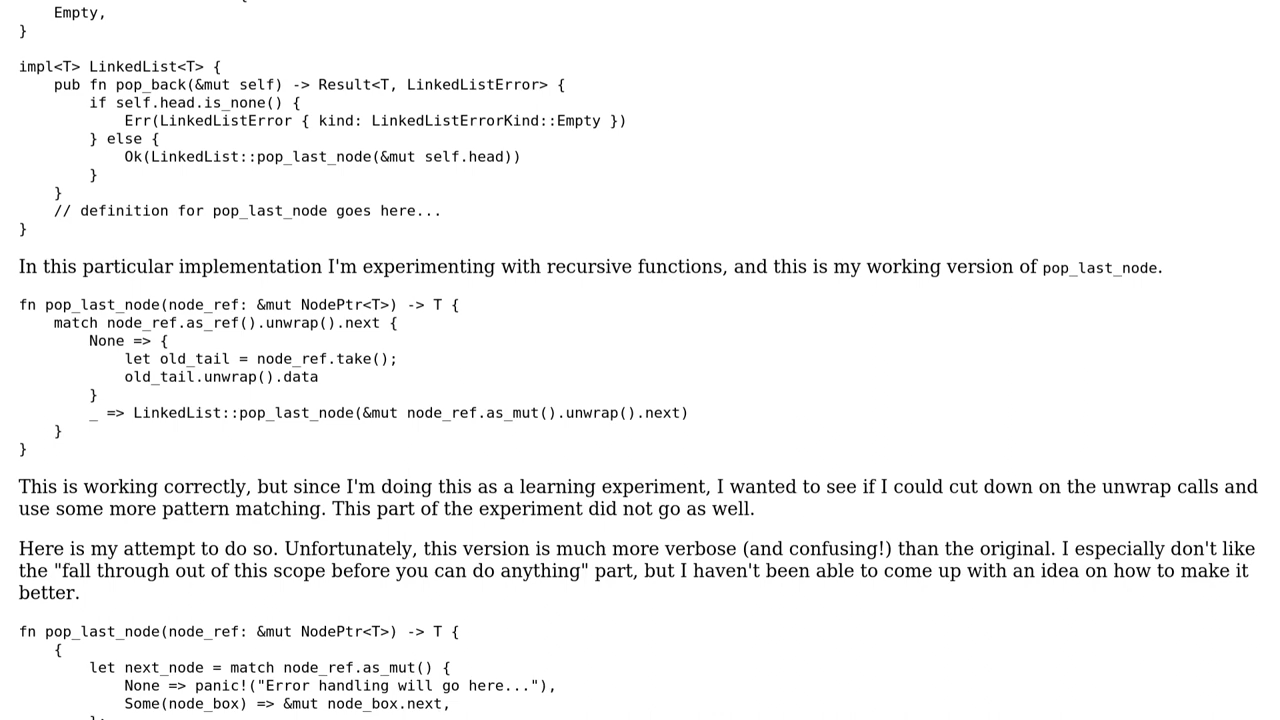 Empty,
}
impl<T> LinkedList<T> {
    pub fn pop_back(&mut self) -> Result<T, LinkedListError> {
        if self.head.is_none() {
            Err(LinkedListError { kind: LinkedListErrorKind::Empty })
        } else {
            Ok(LinkedList::pop_last_node(&mut self.head))
        }
    }
    // definition for pop_last_node goes here...
}
In this particular implementation I'm experimenting with recursive functions, and this is my working version of pop_last_node.
fn pop_last_node(node_ref: &mut NodePtr<T>) -> T {
    match node_ref.as_ref().unwrap().next {
        None => {
            let old_tail = node_ref.take();
            old_tail.unwrap().data
        }
        _ => LinkedList::pop_last_node(&mut node_ref.as_mut().unwrap().next)
    }
}
This is working correctly, but since I'm doing this as a learning experiment, I wanted to see if I could cut down on the unwrap calls and
use some more pattern matching. This part of the experiment did not go as well.
Here is my attempt to do so. Unfortunately, this version is much more verbose (and confusing!) than the original. I especially don't like
the "fall through out of this scope before you can do anything" part, but I haven't been able to come up with an idea on how to make it
better.
fn pop_last_node(node_ref: &mut NodePtr<T>) -> T {
    {
        let next_node = match node_ref.as_mut() {
            None => panic!("Error handling will go here..."),
            Some(node_box) => &mut node_box.next,